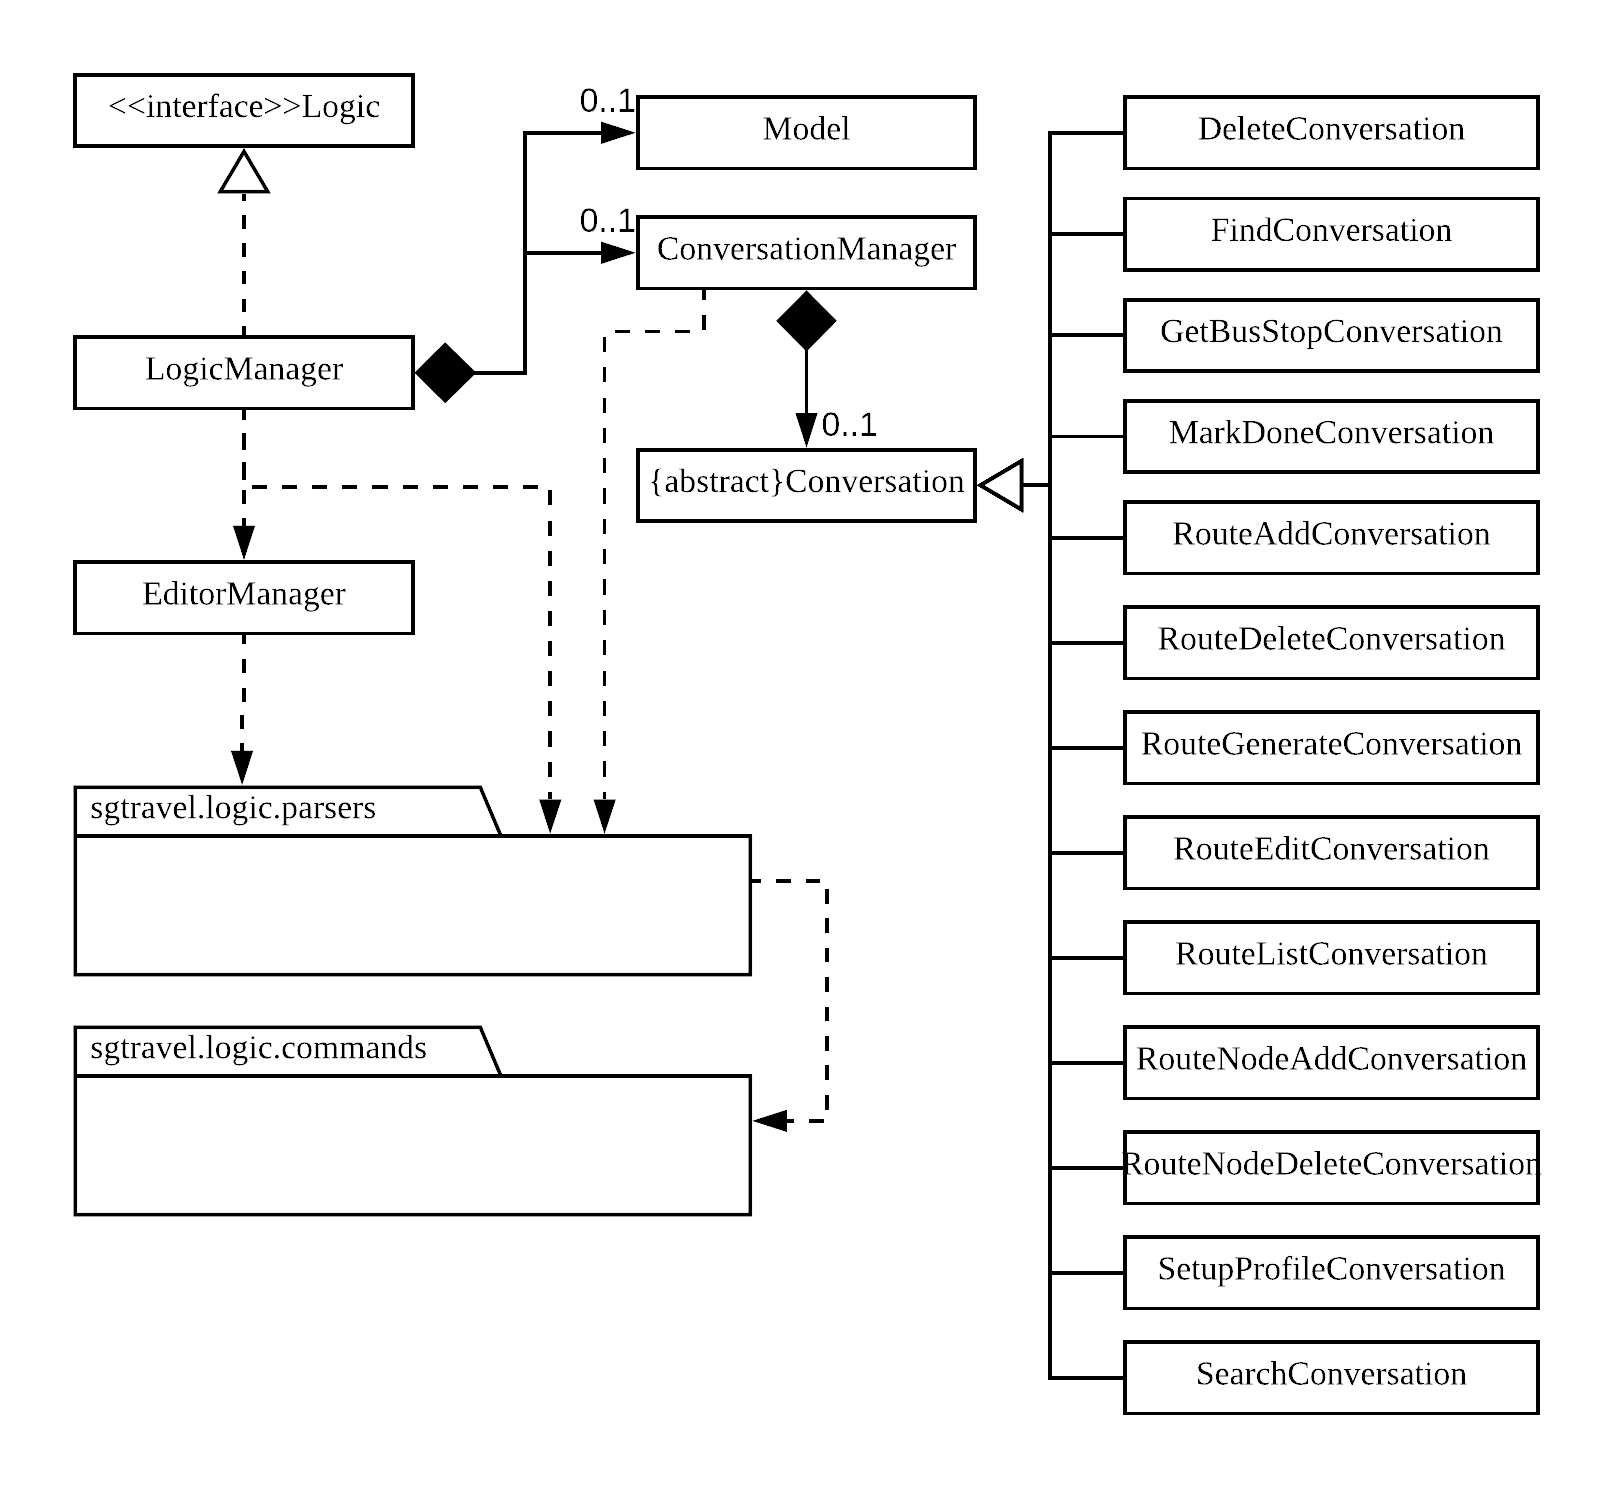 <<interface>>Logic
0..1
Model
0..1
ConversationManager
LogicManager
0..1
{abstract}Conversation
EditorManager
sgtravel.logic.parsers
sgtravel.logic.commands
DeleteConversation
FindConversation
GetBusStopConversation
MarkDoneConversation
RouteAddConversation
RouteDeleteConversation
RouteGenerateConversation
RouteEditConversation
RouteListConversation
RouteNodeAddConversation
RouteNodeDeleteConversation
SetupProfileConversation
SearchConversation